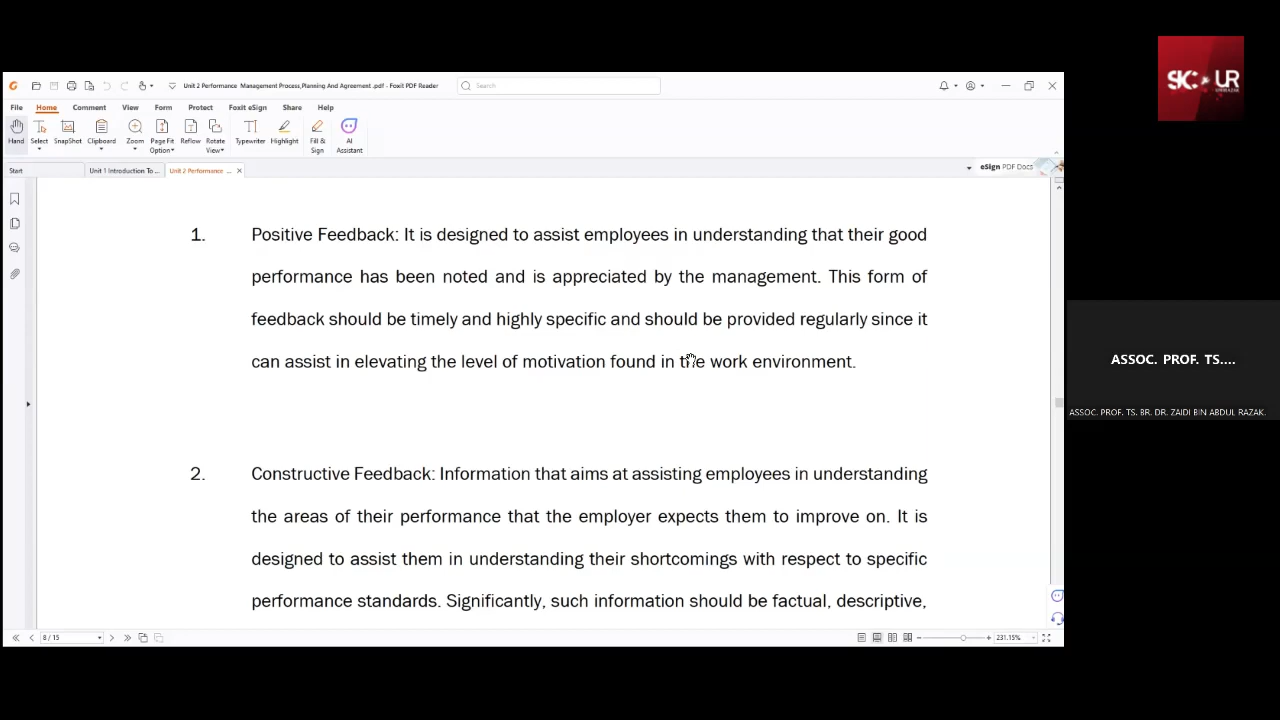 SKOUR
UNIRAZAK
Unit 2 Performance Management Process,Planning And Agreement .pdf - Foxit PDF Reader
Search
File Home Comment View Form Protect Foxit eSign Share Help
Hand Select SnapShot Clipboard Zoom Page Fit Option Reflow Rotate View Typewriter Highlight Fill & Sign AI Assistant
Start Unit 1 Introduction To ... Unit 2 Performance ... eSign PDF Docs
1. Positive Feedback: It is designed to assist employees in understanding that their good
performance has been noted and is appreciated by the management. This form of
feedback should be timely and highly specific and should be provided regularly since it
can assist in elevating the level of motivation found in the work environment.
2. Constructive Feedback: Information that aims at assisting employees in understanding
the areas of their performance that the employer expects them to improve on. It is
designed to assist them in understanding their shortcomings with respect to specific
performance standards. Significantly, such information should be factual, descriptive,
8 / 15
231.15%
ASSOC. PROF. TS....
ASSOC. PROF. TS. BR. DR. ZAIDI BIN ABDUL RAZAK.